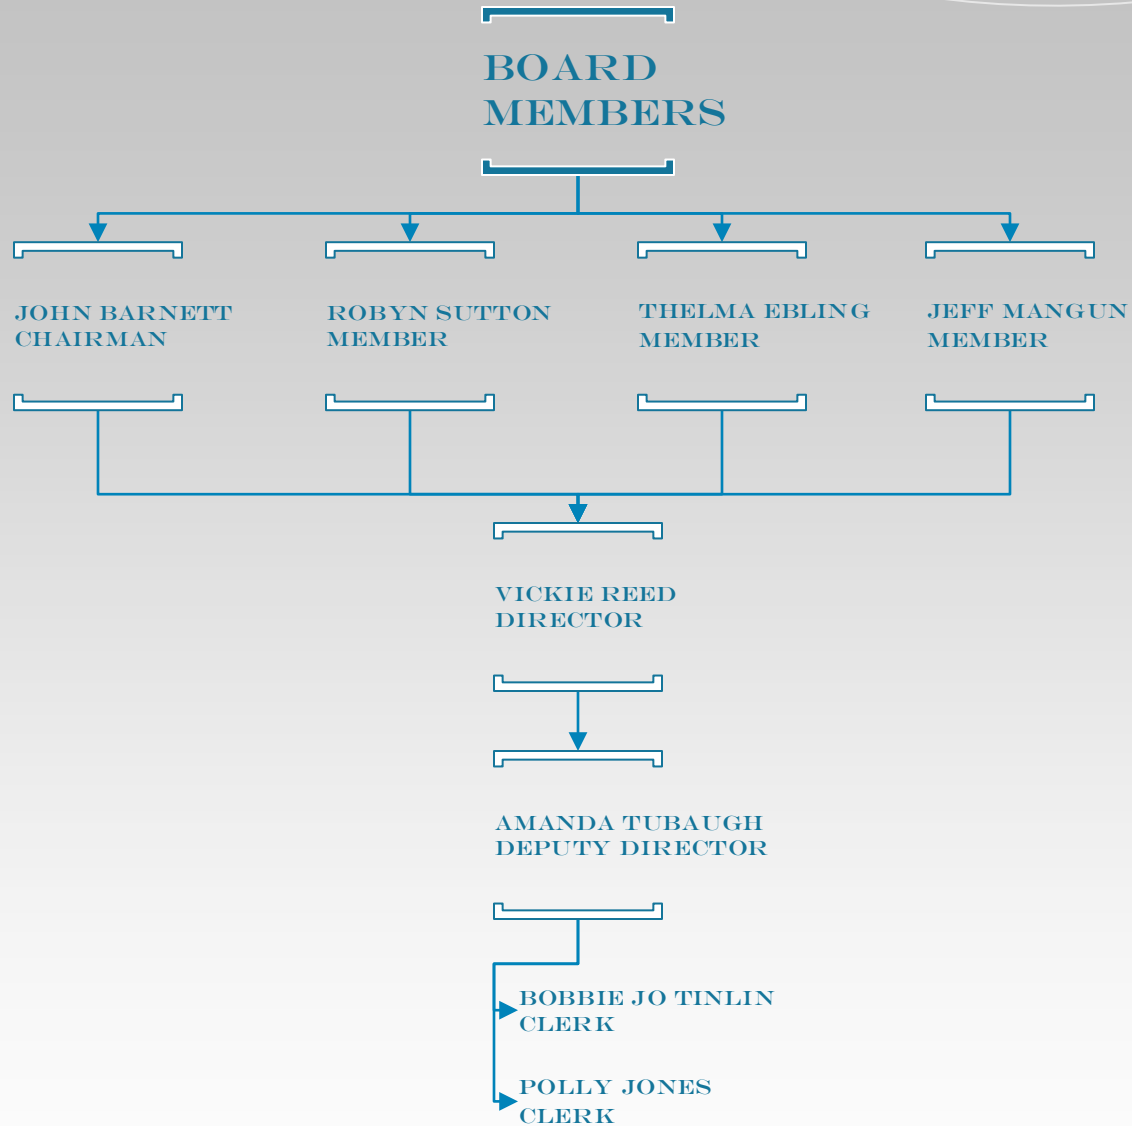 BOARD
MEMBERS
JOHN BARNETT
CHAIRMAN
ROBYN SUTTON
MEMBER
THELMA EBLING
MEMBER
JEFF MANGUN
MEMBER
VICKIE REED
DIRECTOR
AMANDA TUBAUGH
DEPUTY DIRECTOR
BOBBIE JO TINLIN
CLERK
POLLY JONES
CLERK